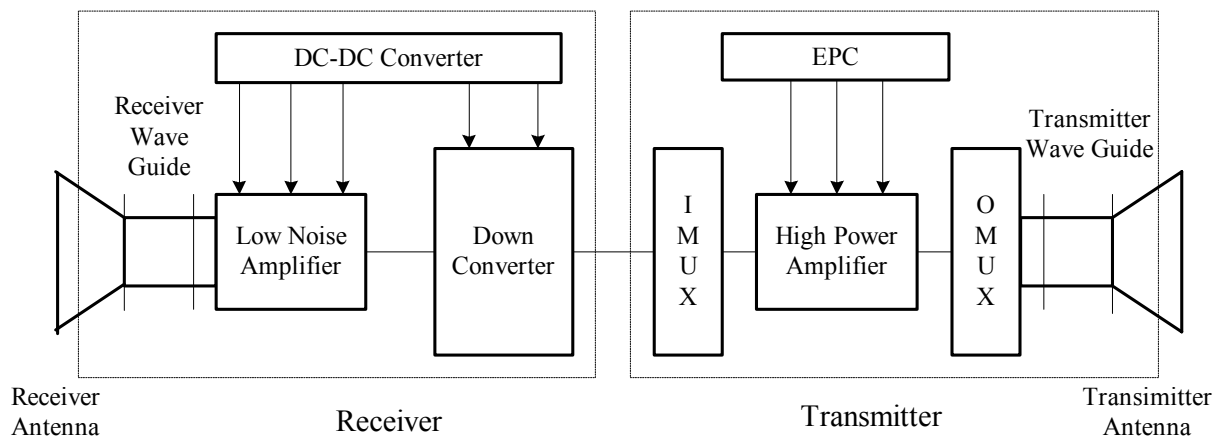 DC-DC Converter
EPC
Receiver
Wave
Guide
Transmitter
Wave Guide
Low Noise
Amplifier
Down
Converter
I
M
U
X
High Power
Amplifier
O
M
U
X
Receiver
Antenna
Receiver
Transmitter
Transimitter
Antenna